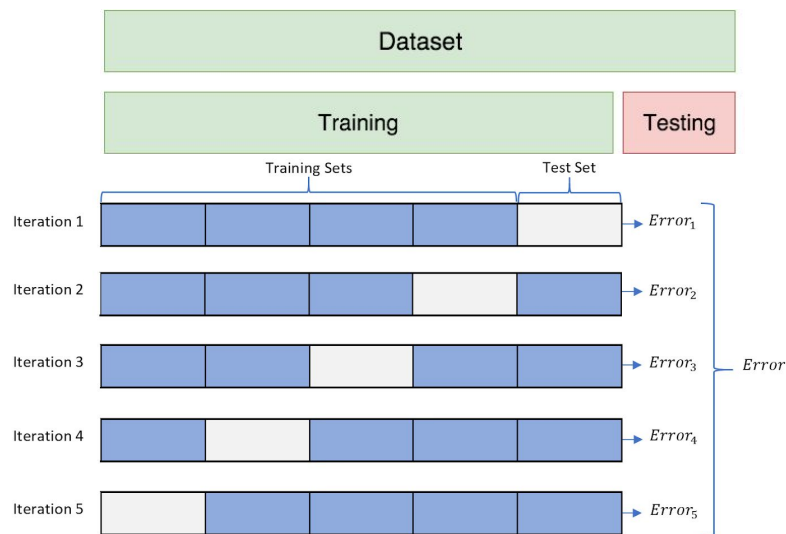 Dataset
Training Testing
Training Sets Test Set
Iteration 1 Error₁
Iteration 2 Error₂
Iteration 3 Error₃
Error
Iteration 4 Error₄
Iteration 5 Error₅